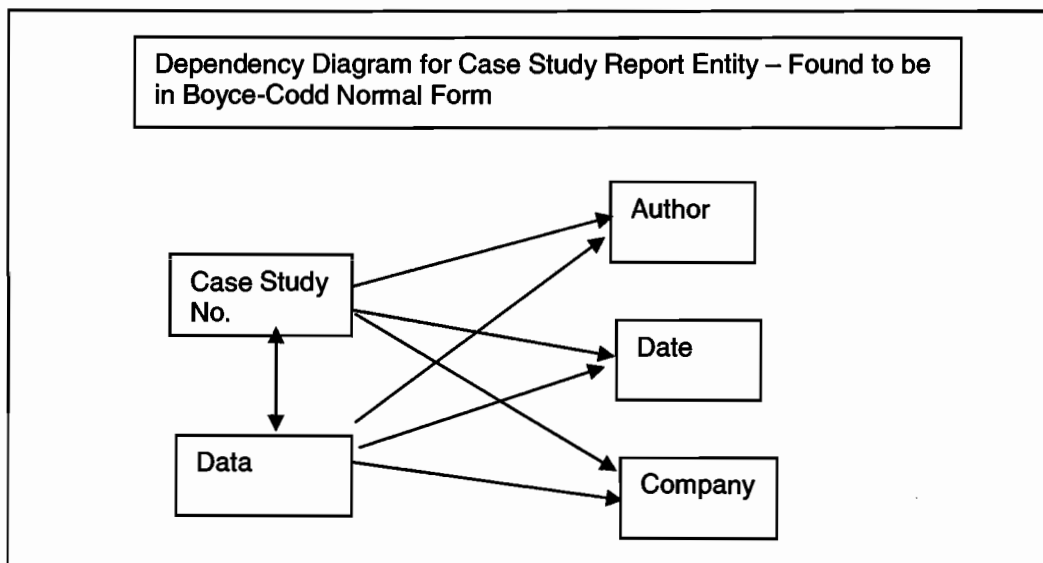 Dependency Diagram for Case Study Report Entity – Found to be
in Boyce-Codd Normal Form
Author
Case Study
No.
Date
Data
Company